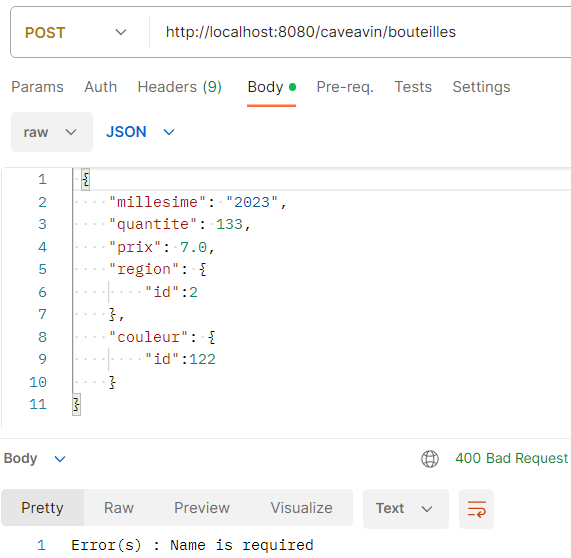 POST http://localhost:8080/caveavin/bouteilles
Params Auth Headers (9) Body Pre-req. Tests Settings
raw JSON
1 {
2 "millesime": "2023",
3 "quantite": 133,
4 "prix": 7.0,
5 "region": {
6 "id":2
7 },
8 "couleur": {
9 "id":122
10 }
11 }
Body 400 Bad Request
Pretty Raw Preview Visualize Text
1 Error(s) : Name is required